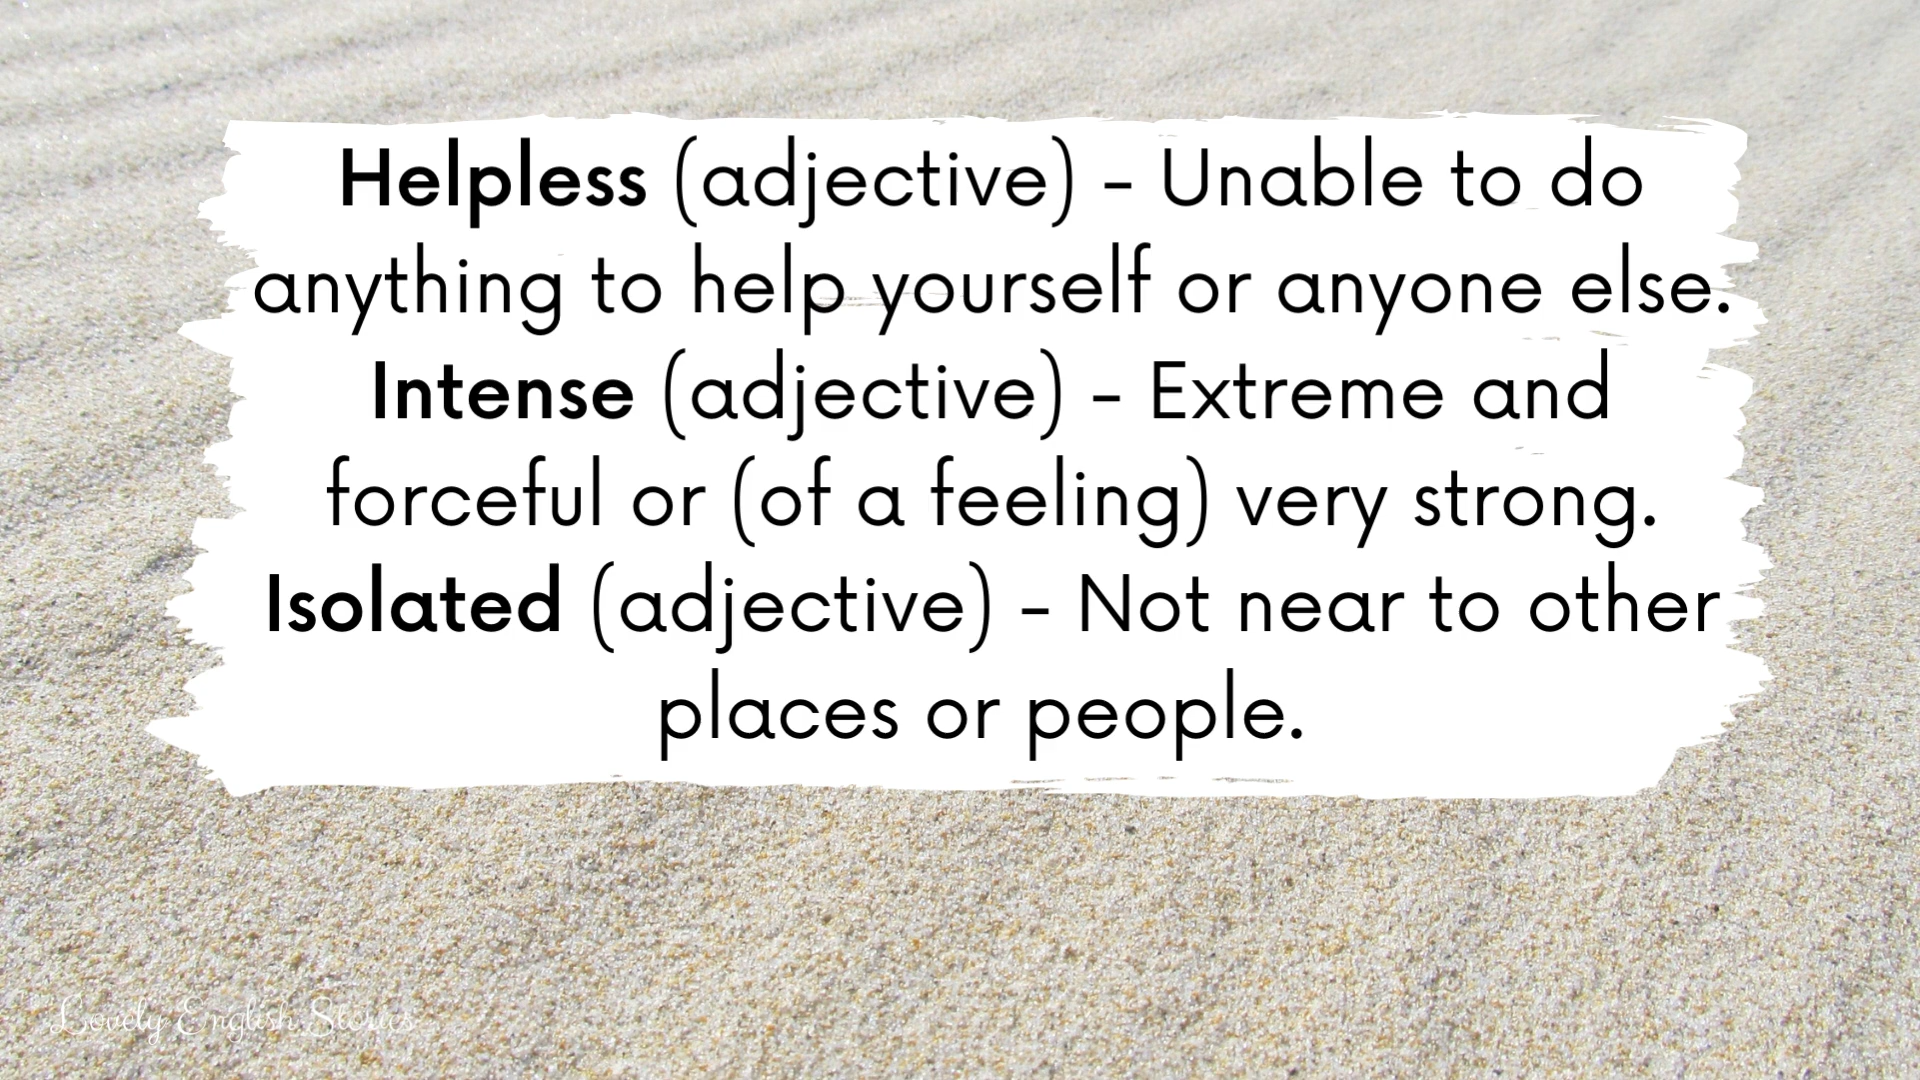 Helpless (adjective) – Unable to do
anything to help yourself or anyone else.
Intense (adjective) – Extreme and
forceful or (of a feeling) very strong.
Isolated (adjective) – Not near to other
places or people.
Lovely English Stories